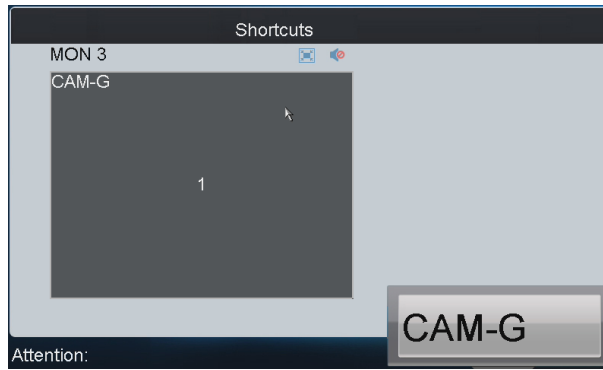 Shortcuts
MON 3
CAM-G
1
CAM-G
Attention: